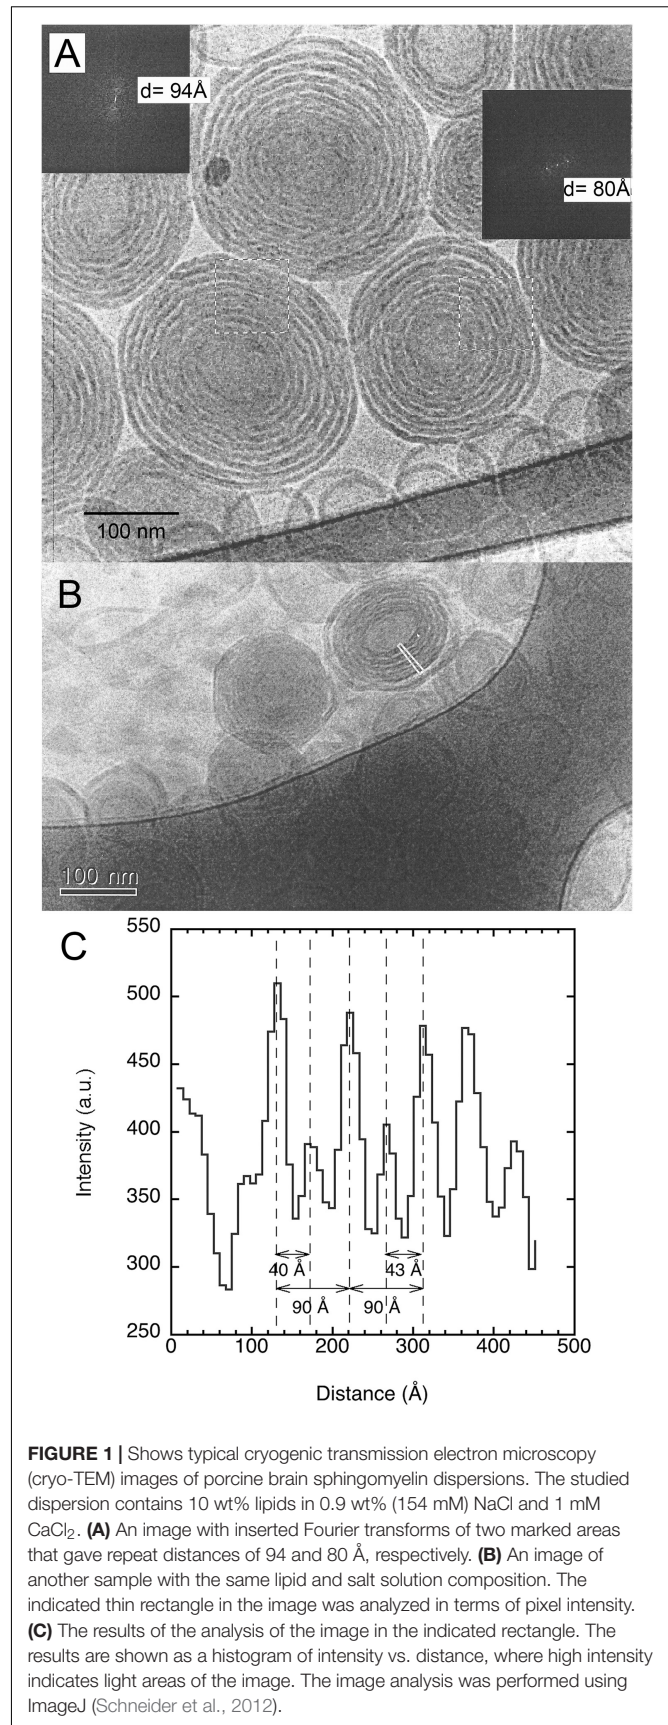 A
d= 94Å
d= 80Å
100 nm
B
100 nm
C
550
500
450
400
350
300
250
Intensity (a.u.)
40 Å
43 Å
90 Å
90 Å
0
100
200
300
400
500
Distance (Å)
FIGURE 1 | Shows typical cryogenic transmission electron microscopy
(cryo-TEM) images of porcine brain sphingomyelin dispersions. The studied
dispersion contains 10 wt% lipids in 0.9 wt% (154 mM) NaCl and 1 mM
CaCl₂. (A) An image with inserted Fourier transforms of two marked areas
that gave repeat distances of 94 and 80 Å, respectively. (B) An image of
another sample with the same lipid and salt solution composition. The
indicated thin rectangle in the image was analyzed in terms of pixel intensity.
(C) The results of the analysis of the image in the indicated rectangle. The
results are shown as a histogram of intensity vs. distance, where high intensity
indicates light areas of the image. The image analysis was performed using
ImageJ (Schneider et al., 2012).